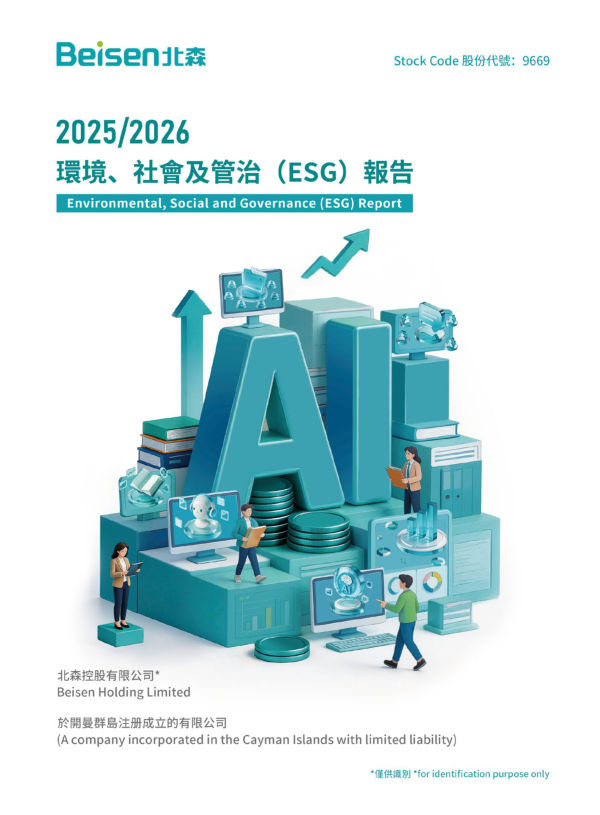 Beisen北森
Stock Code 股份代號：9669
2025/2026
環境、社會及管治（ESG）報告
Environmental, Social and Governance (ESG) Report
AI
北森控股有限公司*
Beisen Holding Limited
於開曼群島注册成立的有限公司
(A company incorporated in the Cayman Islands with limited liability)
*僅供識別 *for identification purpose only